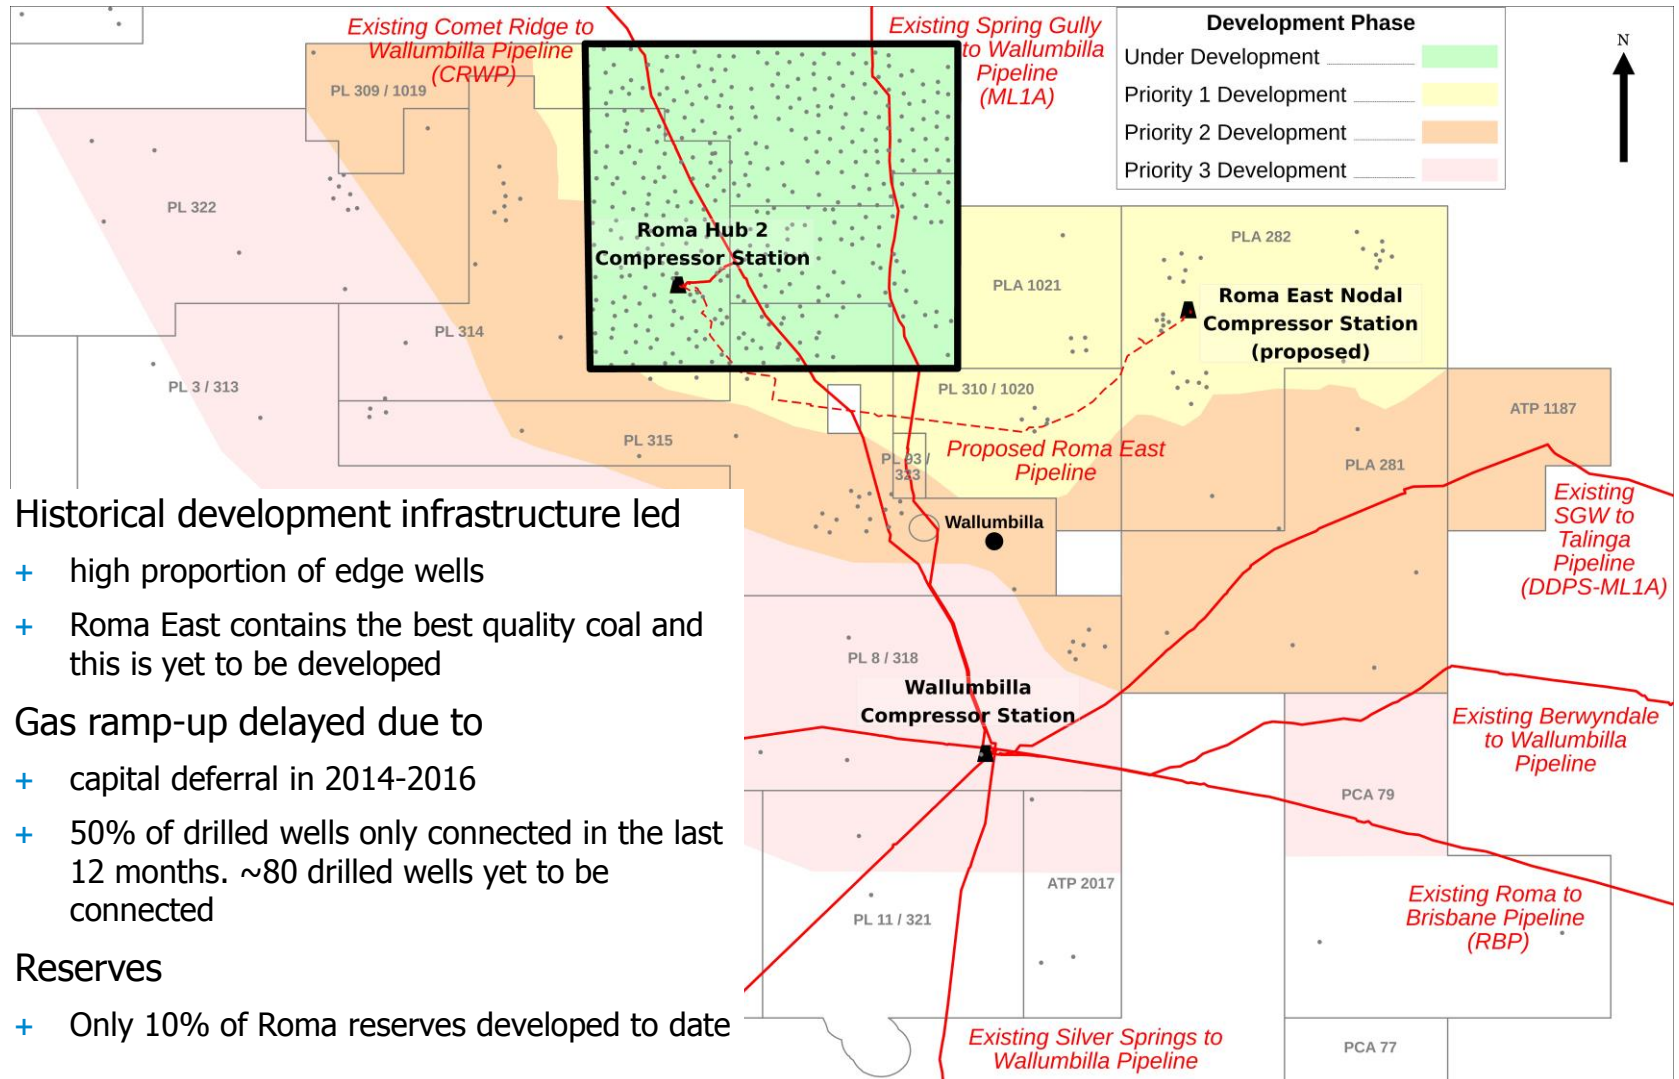 Existing Comet Ridge to
Wallumbilla Pipeline
(CRWP)
Existing Spring Gully
to Wallumbilla
Pipeline
(ML1A)
Development Phase
Under Development
Priority 1 Development
Priority 2 Development
Priority 3 Development
N
PL 309 / 1019
PL 322
Roma Hub 2
Compressor Station
PLA 282
PLA 1021
Roma East Nodal
Compressor Station
(proposed)
PL 314
PL 3 / 313
PL 310 / 1020
ATP 1187
PL 315
Proposed Roma East
Pipeline
PL 93 /
323
PLA 281
Existing
SGW to
Talinga
Pipeline
(DDPS-ML1A)
Wallumbilla
Historical development infrastructure led
+ high proportion of edge wells
+ Roma East contains the best quality coal and
this is yet to be developed
Gas ramp-up delayed due to
+ capital deferral in 2014-2016
+ 50% of drilled wells only connected in the last
12 months. ~80 drilled wells yet to be
connected
Reserves
+ Only 10% of Roma reserves developed to date
PL 8 / 318
Wallumbilla
Compressor Station
Existing Berwyndale
to Wallumbilla
Pipeline
PCA 79
ATP 2017
PL 11 / 321
Existing Roma to
Brisbane Pipeline
(RBP)
Existing Silver Springs to
Wallumbilla Pipeline
PCA 77